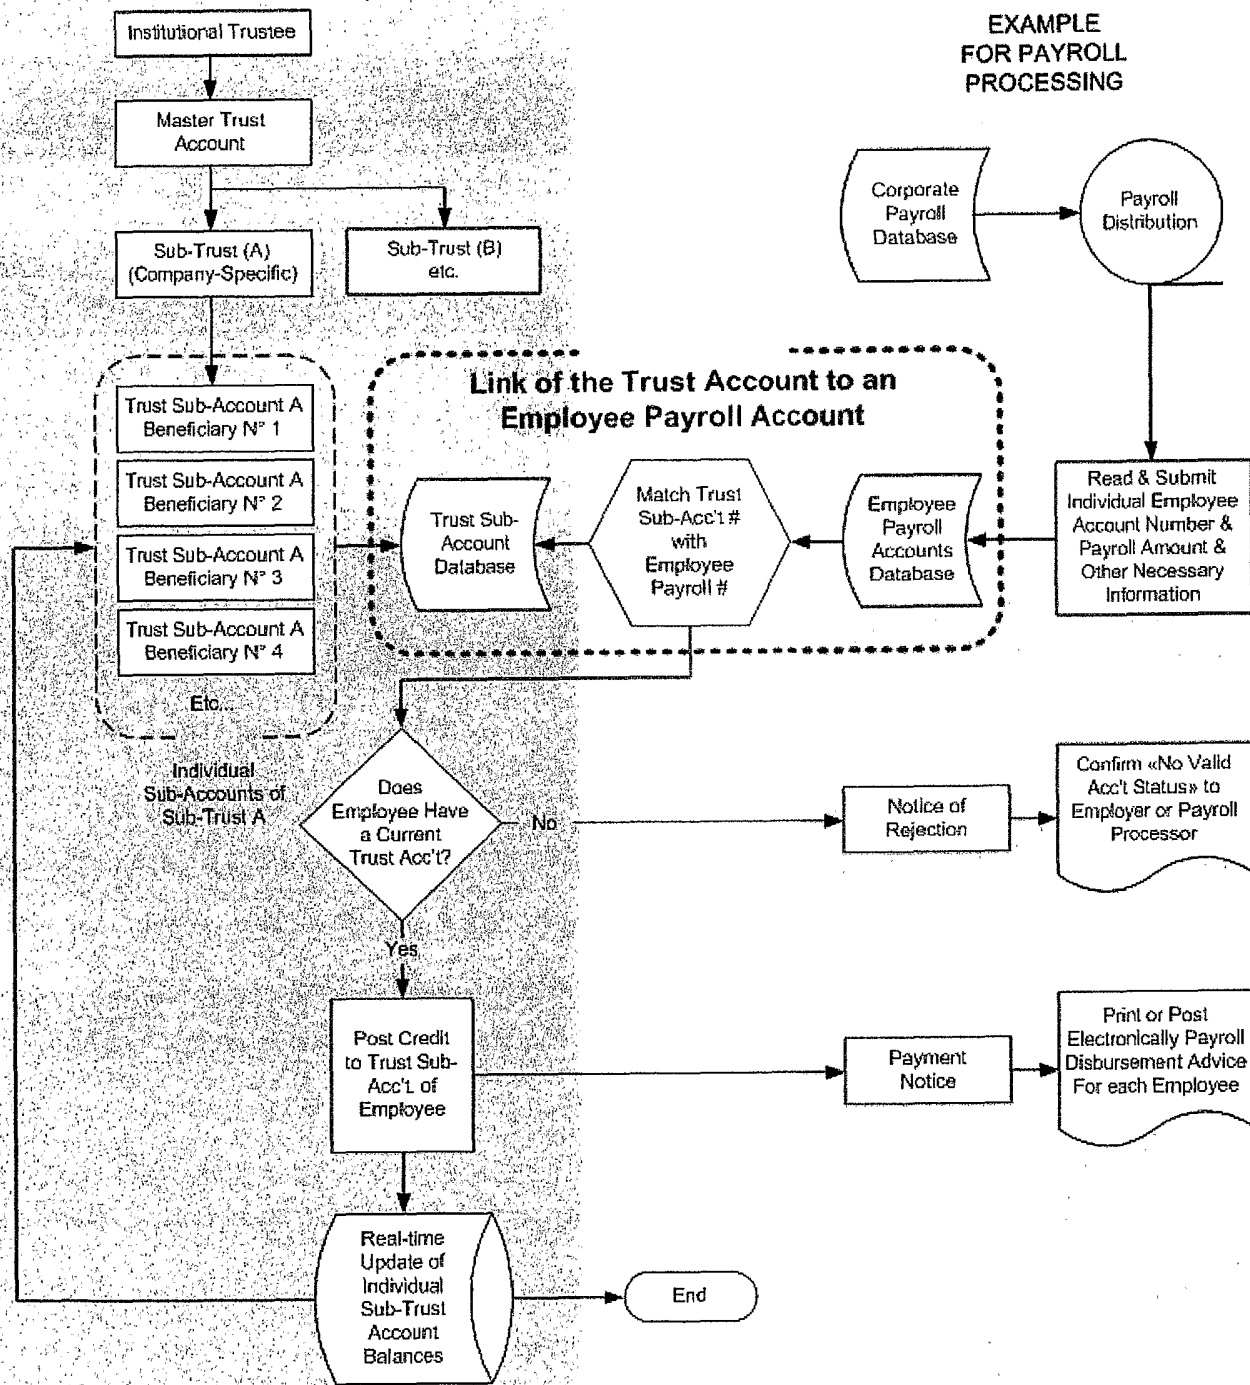 Institutional Trustee
Master Trust
Account
Sub-Trust (A)
(Company-Specific)
Sub-Trust (B)
etc.
EXAMPLE
FOR PAYROLL
PROCESSING
Corporate
Payroll
Database
Payroll
Distribution
Link of the Trust Account to an
Employee Payroll Account
Trust Sub-Account A
Beneficiary N° 1
Trust Sub-Account A
Beneficiary N° 2
Trust Sub-Account A
Beneficiary N° 3
Trust Sub-Account A
Beneficiary N° 4
Etc...
Individual
Sub-Accounts of
Sub-Trust A
Trust Sub-
Account
Database
Match Trust
Sub-Acc't #
with
Employee
Payroll #
Employee
Payroll
Accounts
Database
Read & Submit
Individual Employee
Account Number &
Payroll Amount &
Other Necessary
Information
Does
Employee Have
a Current
Trust Acc't?
No
Notice of
Rejection
Confirm «No Valid
Acc't Status» to
Employer or Payroll
Processor
Yes
Post Credit
to Trust Sub-
Acc't. of
Employee
Payment
Notice
Print or Post
Electronically Payroll
Disbursement Advice
For each Employee
Real-time
Update of
Individual
Sub-Trust
Account
Balances
End